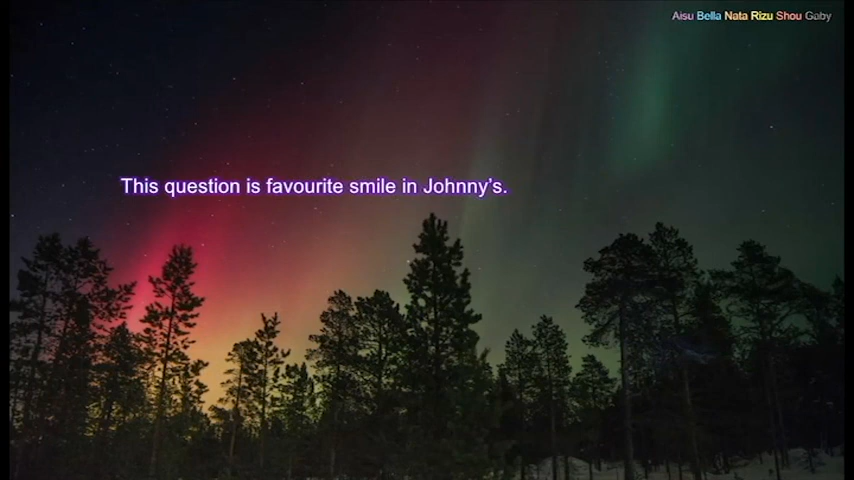 Aisu Bella Nata Rizu Shou Gaby
This question is favourite smile in Johnny's.